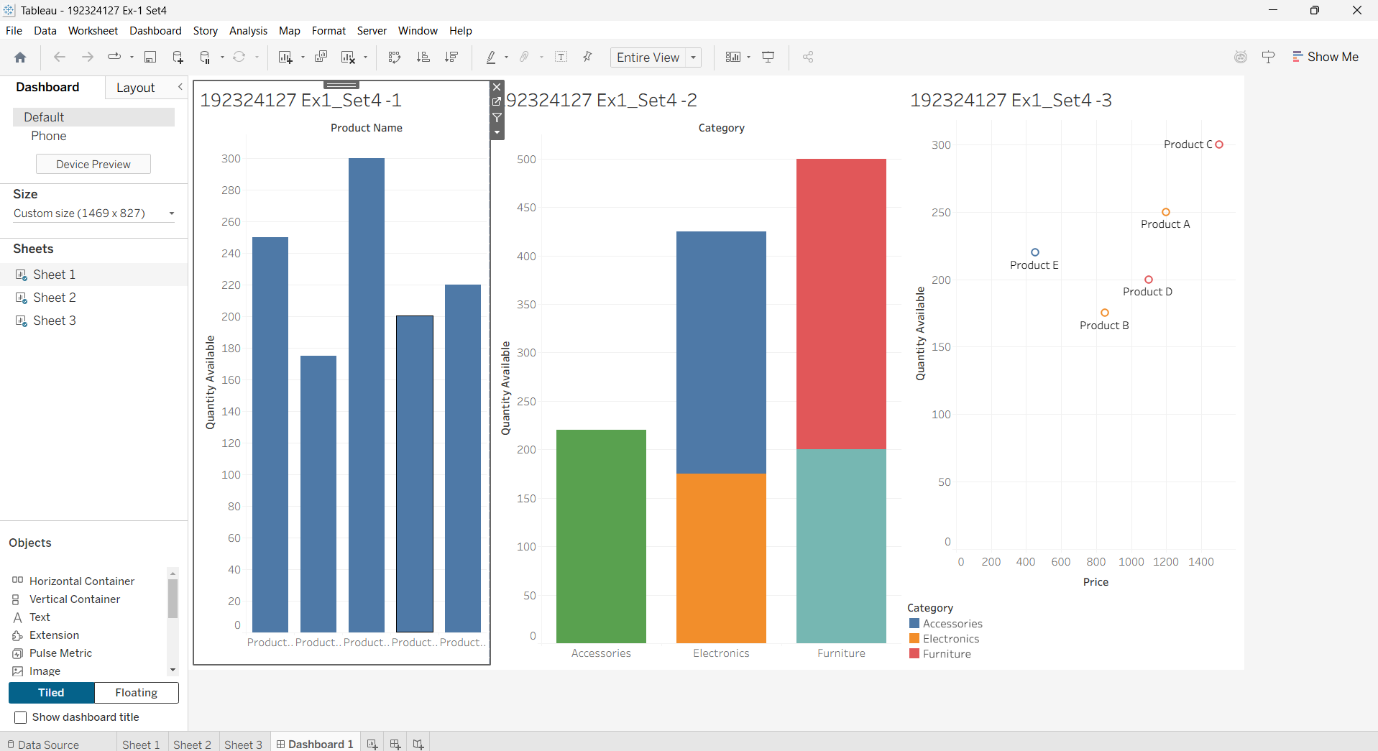 Tableau - 192324127 Ex-1 Set4
File Data Worksheet Dashboard Story Analysis Map Format Server Window Help
Entire View
Show Me
Dashboard
Layout
Default
Phone
Device Preview
Size
Custom size (1469 x 827)
Sheets
Sheet 1
Sheet 2
Sheet 3
Objects
Horizontal Container
Vertical Container
Text
Extension
Pulse Metric
Image
Tiled
Floating
Show dashboard title
192324127 Ex1_Set4 -1
Product Name
300
280
260
240
220
200
180
160
140
120
100
80
60
40
20
0
Quantity Available
Product.. Product.. Product.. Product.. Product..
92324127 Ex1_Set4 -2
Category
500
450
400
350
300
250
200
150
100
50
0
Quantity Available
Accessories Electronics Furniture
192324127 Ex1_Set4 -3
300
250
200
150
100
50
0
Quantity Available
Product C
Product A
Product E
Product D
Product B
0 200 400 600 800 1000 1200 1400
Price
Category
Accessories
Electronics
Furniture
Data Source Sheet 1 Sheet 2 Sheet 3 Dashboard 1